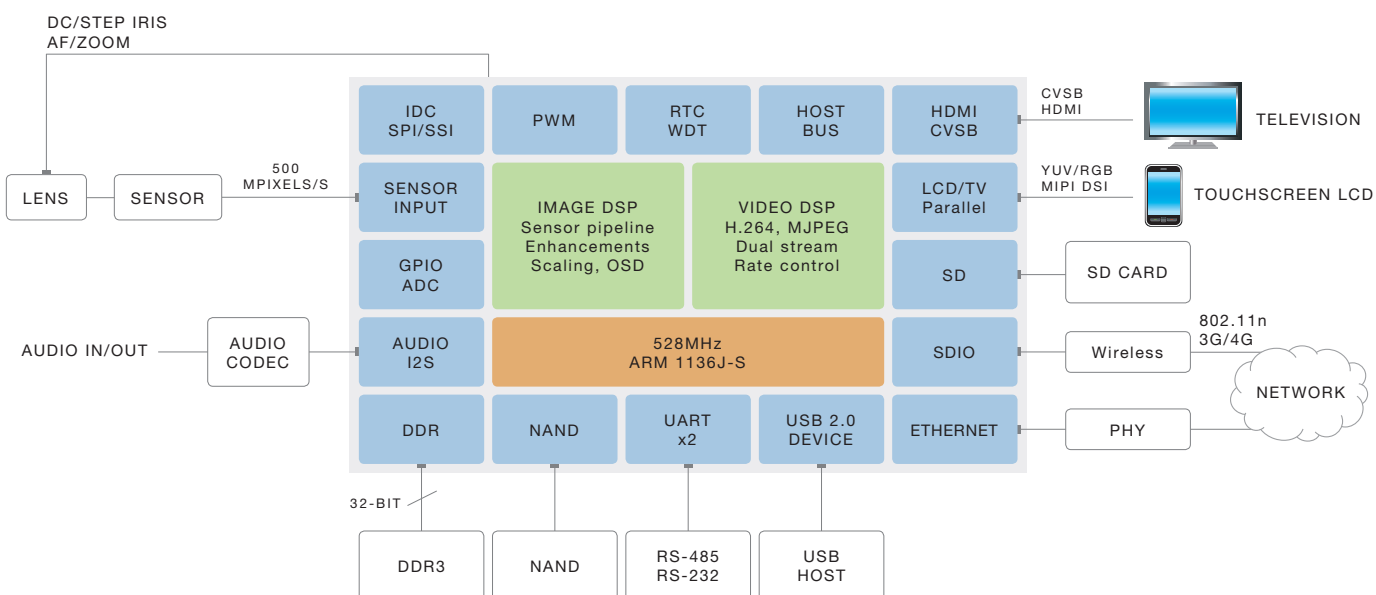 DC/STEP IRIS
AF/ZOOM
IDC
SPI/SSI
PWM
RTC
WDT
HOST
BUS
HDMI
CVSB
CVSB
HDMI
TELEVISION
LENS
SENSOR
500
MPIXELS/S
SENSOR
INPUT
IMAGE DSP
Sensor pipeline
Enhancements
Scaling, OSD
VIDEO DSP
H.264, MJPEG
Dual stream
Rate control
LCD/TV
Parallel
YUV/RGB
MIPI DSI
TOUCHSCREEN LCD
GPIO
ADC
SD
SD CARD
AUDIO IN/OUT
AUDIO
CODEC
AUDIO
I2S
528MHz
ARM 1136J-S
SDIO
Wireless
802.11n
3G/4G
NETWORK
DDR
NAND
UART
x2
USB 2.0
DEVICE
ETHERNET
PHY
32-BIT
DDR3
NAND
RS-485
RS-232
USB
HOST